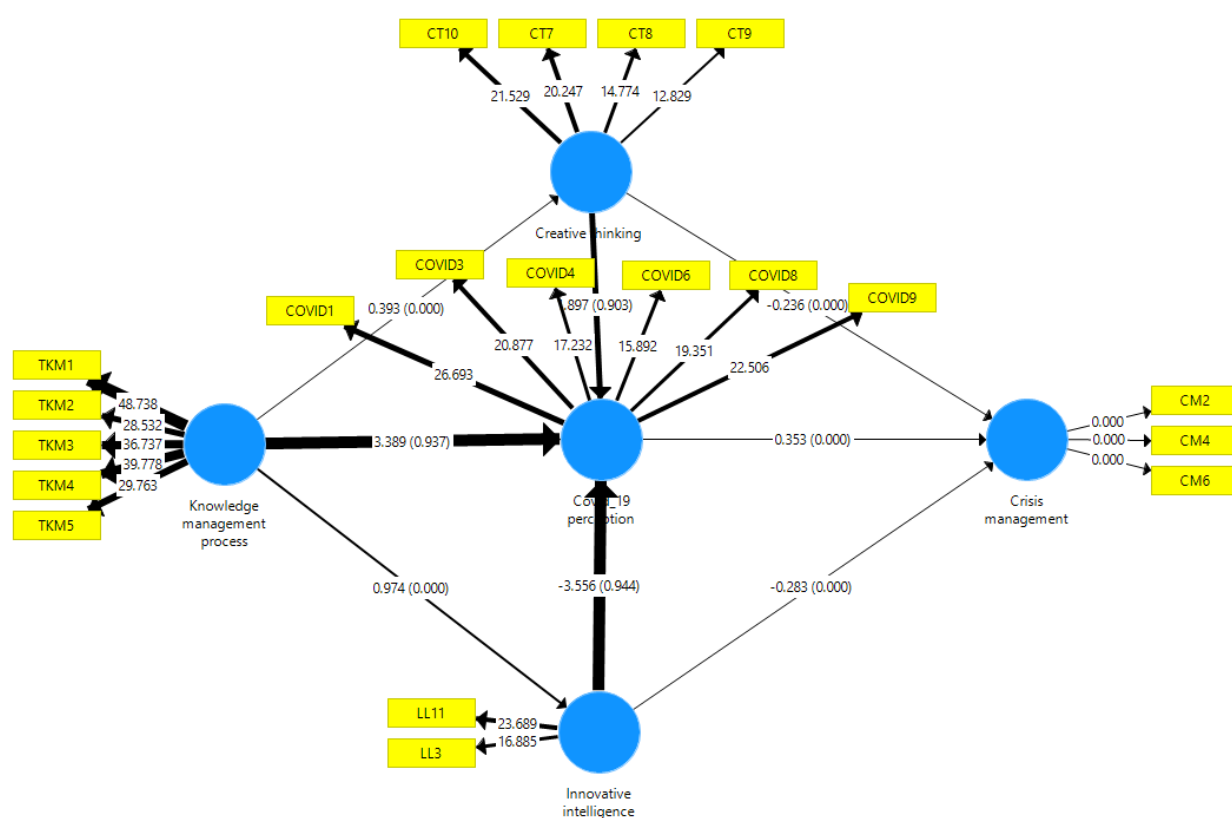 CT10
CT7
CT8
CT9
21.529
20.247
14.774
12.829
Creative thinking
COVID3
COVID4
COVID6
COVID8
COVID9
COVID1
0.393 (0.000)
.897 (0.903)
-0.236 (0.000)
20.877
17.232
15.892
19.351
22.506
26.693
TKM1
TKM2
TKM3
TKM4
TKM5
48.738
28.532
36.737
39.778
29.763
3.389 (0.937)
0.353 (0.000)
CM2
CM4
CM6
0.000
0.000
0.000
Knowledge
management
process
Covid_19
perception
Crisis
management
0.974 (0.000)
-3.556 (0.944)
-0.283 (0.000)
LL11
LL3
23.689
16.885
Innovative
intelligence